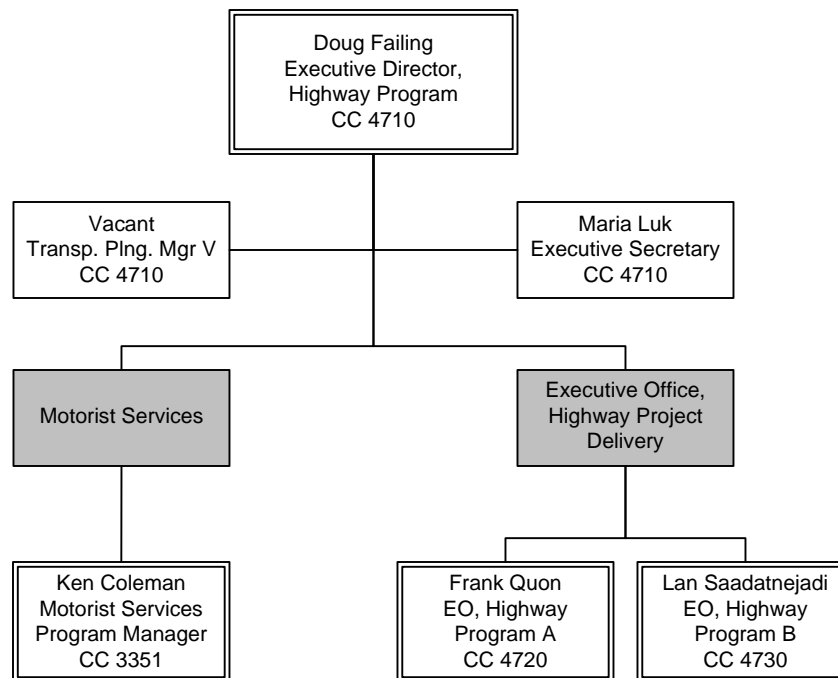 Doug Failing
Executive Director,
Highway Program
CC 4710
Vacant
Transp. Plng. Mgr V
CC 4710
Maria Luk
Executive Secretary
CC 4710
Motorist Services
Executive Office,
Highway Project
Delivery
Ken Coleman
Motorist Services
Program Manager
CC 3351
Frank Quon
EO, Highway
Program A
CC 4720
Lan Saadatnejadi
EO, Highway
Program B
CC 4730